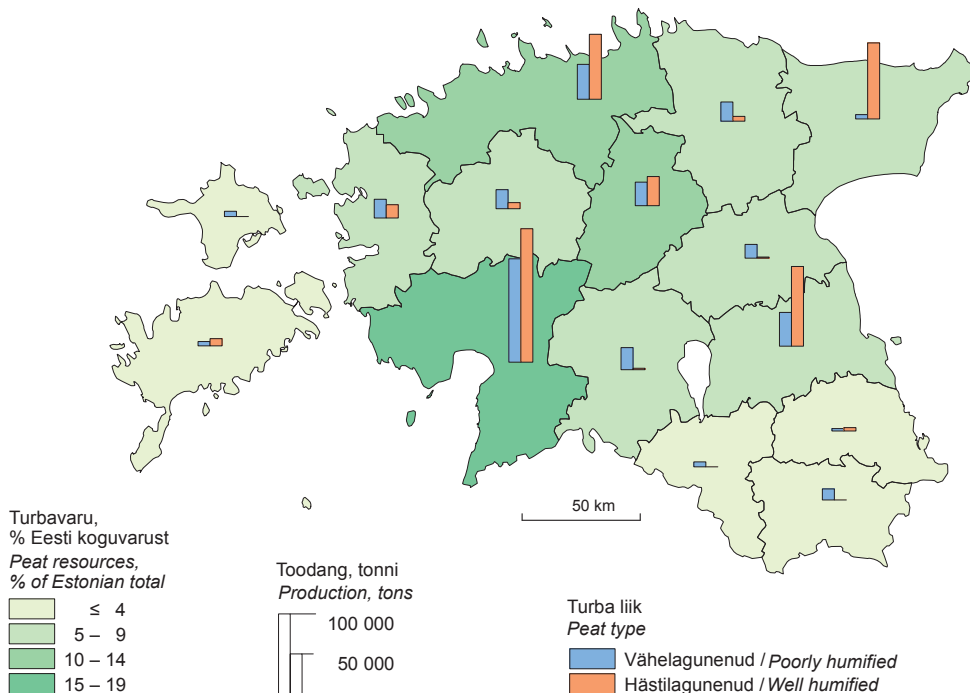 50 km
Turbavaru,
% Eesti koguvarust
Peat resources,
% of Estonian total
≤ 4
5 – 9
10 – 14
15 – 19
Toodang, tonni
Production, tons
100 000
50 000
Turba liik
Peat type
Vähelagunenud / Poorly humified
Hästilagunenud / Well humified